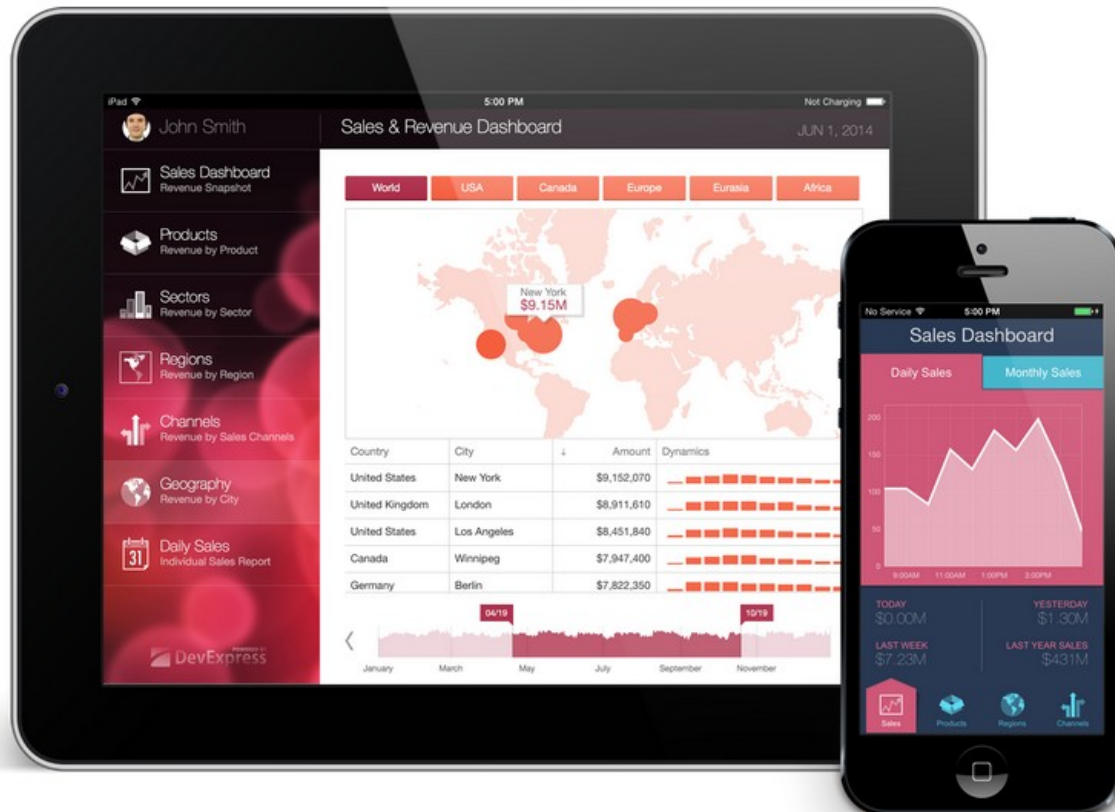 iPad
5:00 PM
Not Charging
John Smith
Sales & Revenue Dashboard
JUN 1, 2014
Sales Dashboard
Revenue Snapshot
Products
Revenue by Product
Sectors
Revenue by Sector
Regions
Revenue by Region
Channels
Revenue by Sales Channels
Geography
Revenue by City
31
Daily Sales
Individual Sales Report
POWERED BY
DevExpress
World USA Canada Europe Eurasia Africa
New York
$9.15M
Country City ↓ Amount Dynamics
United States New York $9,152,070
United Kingdom London $8,911,610
United States Los Angeles $8,451,840
Canada Winnipeg $7,947,400
Germany Berlin $7,822,350
04/19 10/19
January March May July September November
No Service 5:00 PM
Sales Dashboard
Daily Sales Monthly Sales
200
150
100
50
0
9:00AM 11:00AM 1:00PM 3:00PM
TODAY YESTERDAY
$0.00M $1.30M
LAST WEEK LAST YEAR SALES
$7.23M $431M
Sales Products Regions Channels